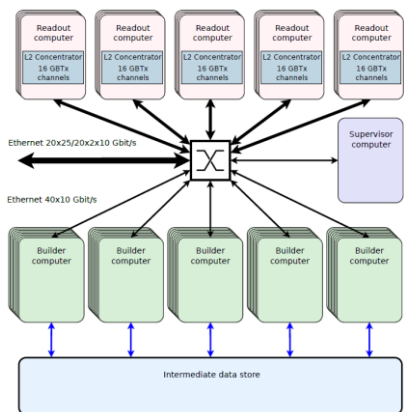 Readout
computer
L2 Concentrator
16 GBTx
channels
Readout
computer
L2 Concentrator
16 GBTx
channels
Readout
computer
L2 Concentrator
16 GBTx
channels
Readout
computer
L2 Concentrator
16 GBTx
channels
Readout
computer
L2 Concentrator
16 GBTx
channels
Ethernet 20x25/20x2x10 Gbit/s
Supervisor
computer
Ethernet 40x10 Gbit/s
Builder
computer
Builder
computer
Builder
computer
Builder
computer
Builder
computer
Intermediate data store